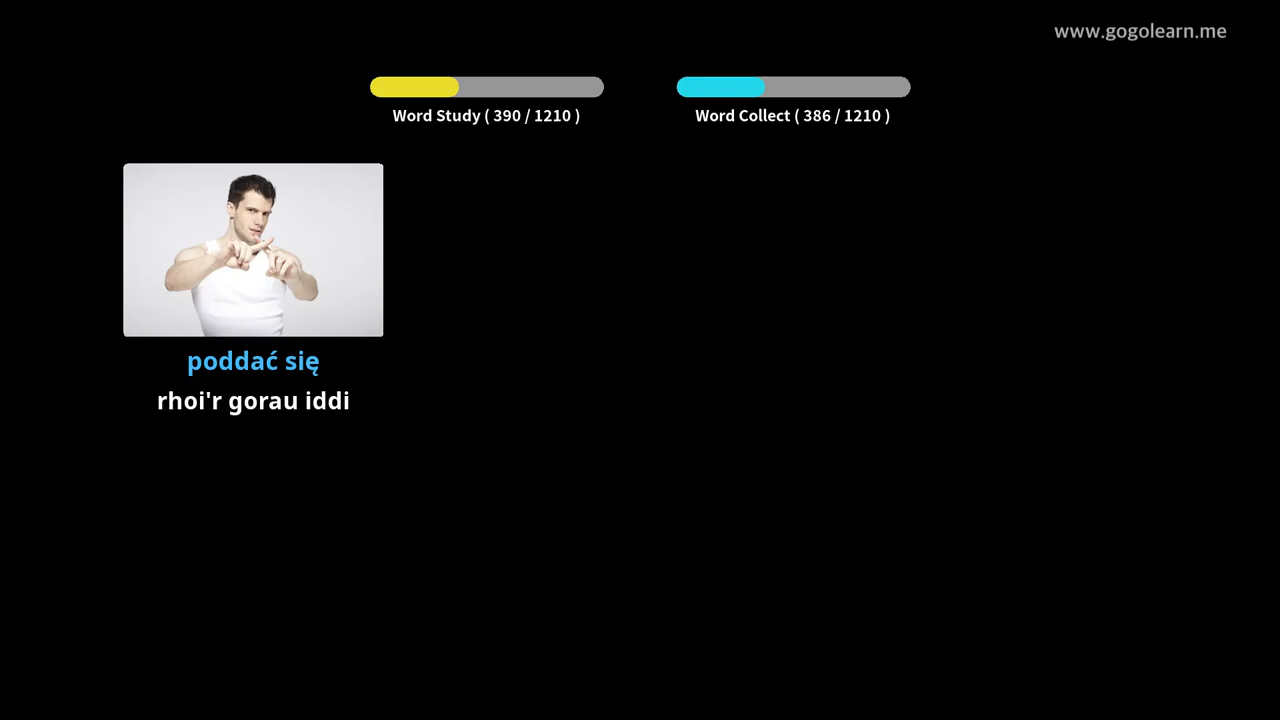 www.gogolearn.me
Word Study ( 390 / 1210 )
Word Collect ( 386 / 1210 )
poddać się
rhoi'r gorau iddi